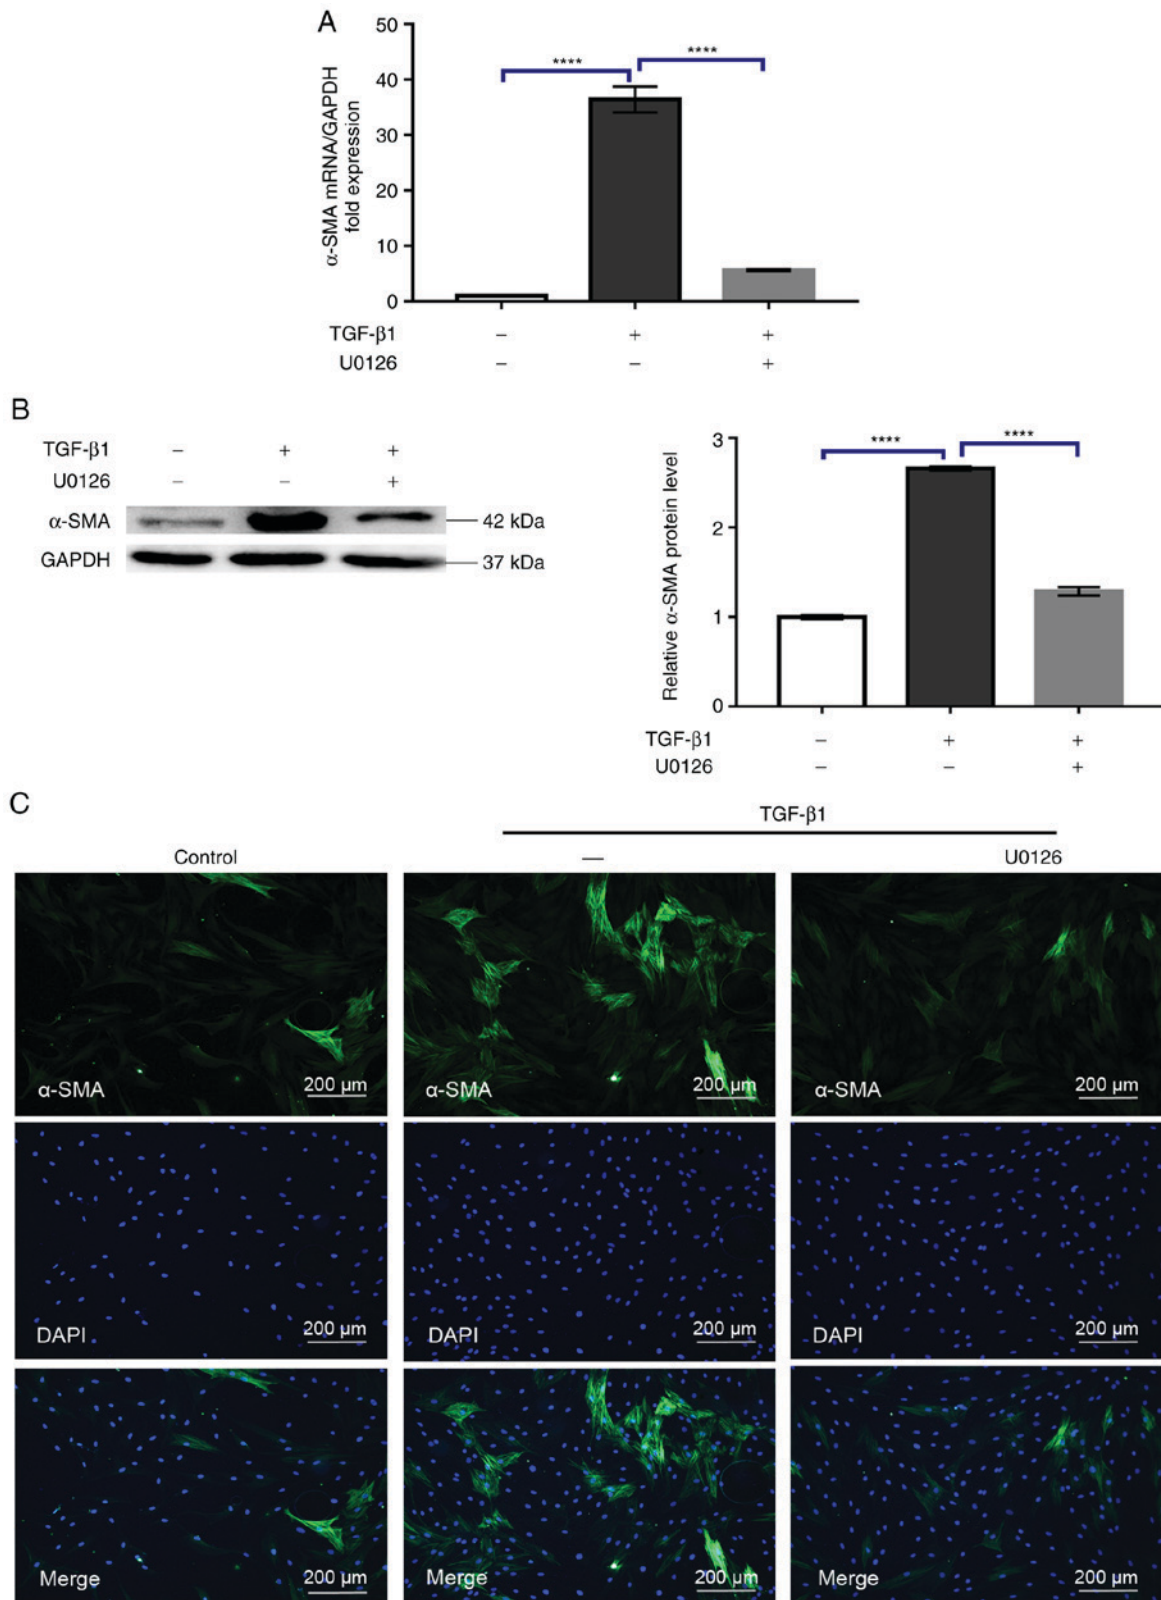 A
50
40
30
20
10
0
α-SMA mRNA/GAPDH
fold expression
**** ****
TGF-β1 – + +
U0126 – – +
B
TGF-β1 – + +
U0126 – – +
α-SMA 42 kDa
GAPDH 37 kDa
3
2
1
0
Relative α-SMA protein level
**** ****
TGF-β1 – + +
U0126 – – +
C
TGF-β1
Control — U0126
α-SMA 200 µm α-SMA 200 µm α-SMA 200 µm
DAPI 200 µm DAPI 200 µm DAPI 200 µm
Merge 200 µm Merge 200 µm Merge 200 µm